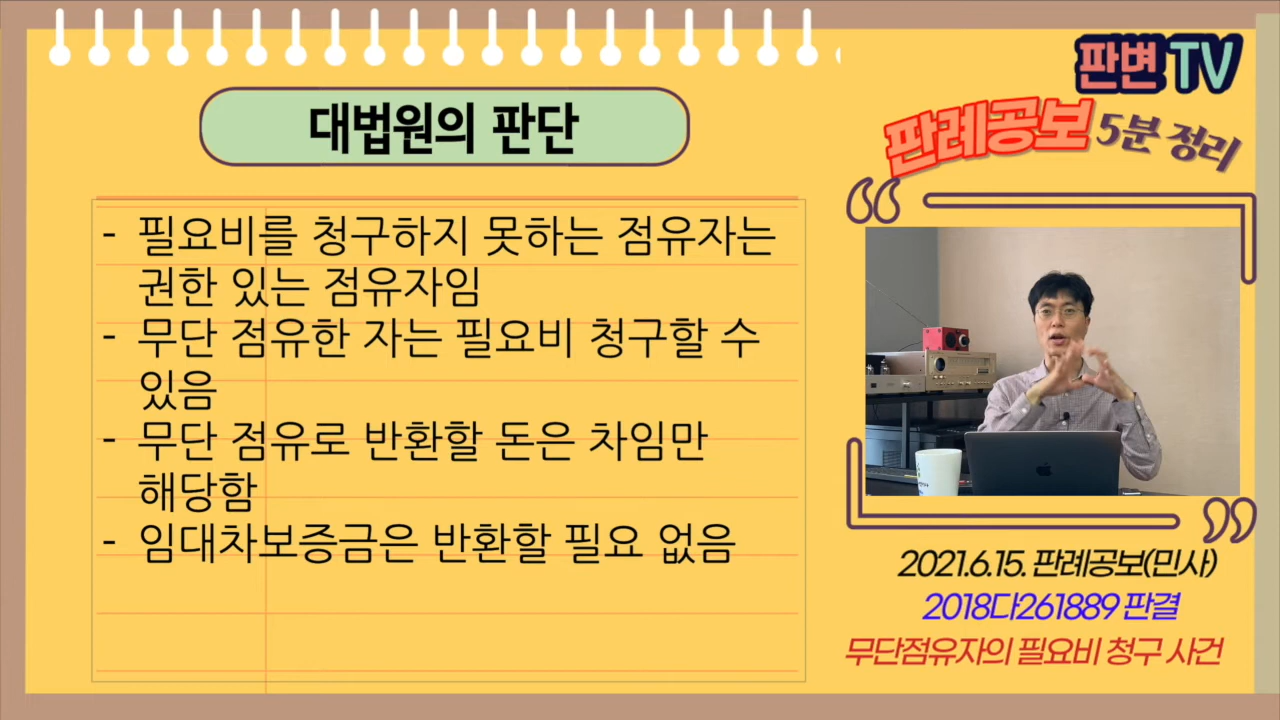 대법원의 판단
- 필요비를 청구하지 못하는 점유자는
권한 있는 점유자임
- 무단 점유한 자는 필요비 청구할 수
있음
- 무단 점유로 반환할 돈은 차임만
해당함
- 임대차보증금은 반환할 필요 없음
판변 TV
판례공보 5분 정리
2021.6.15. 판례공보(민사)
2018다261889 판결
무단점유자의 필요비 청구 사건